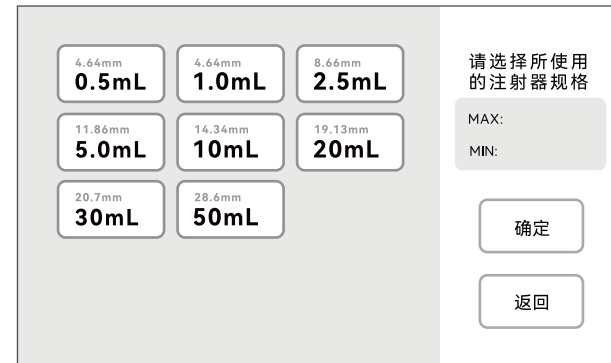 4.64mm
0.5mL
4.64mm
1.0mL
8.66mm
2.5mL
11.86mm
5.0mL
14.34mm
10mL
19.13mm
20mL
20.7mm
30mL
28.6mm
50mL
请选择所使用
的注射器规格
MAX:
MIN:
确定
返回